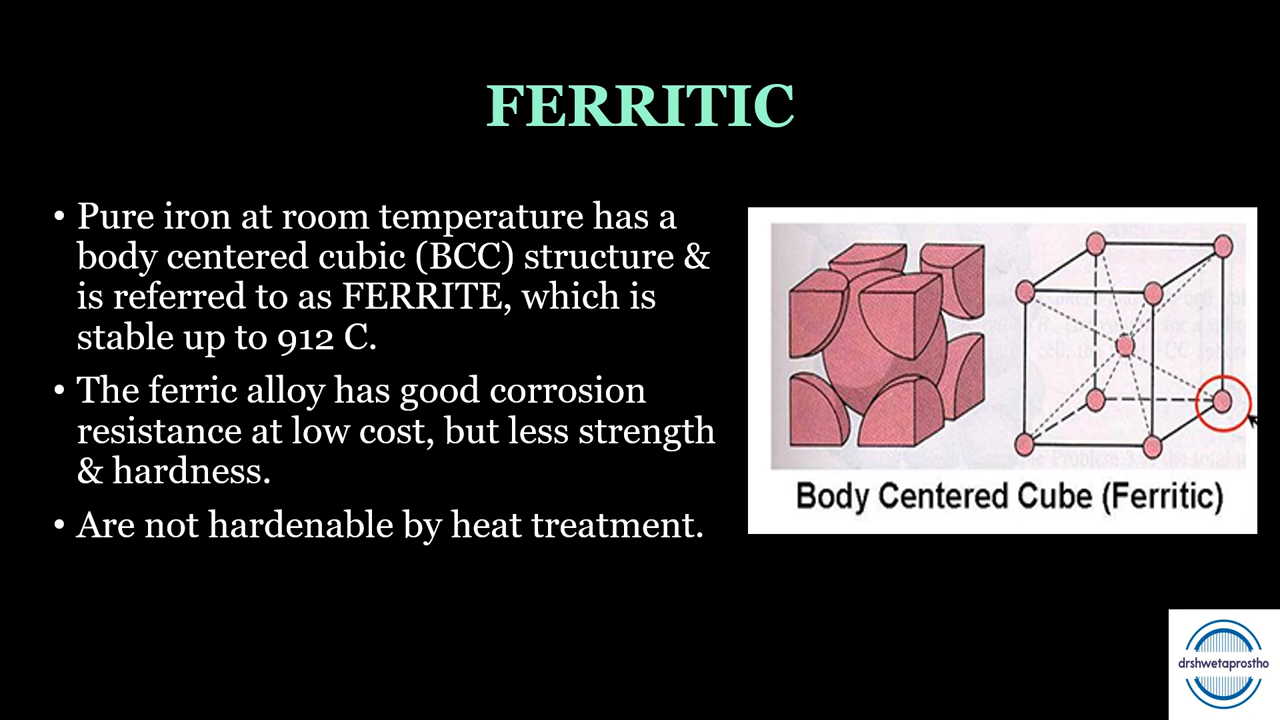 FERRITIC
• Pure iron at room temperature has a
body centered cubic (BCC) structure &
is referred to as FERRITE, which is
stable up to 912 C.
• The ferric alloy has good corrosion
resistance at low cost, but less strength
& hardness.
• Are not hardenable by heat treatment.
Body Centered Cube (Ferritic)
drshwetaprostho